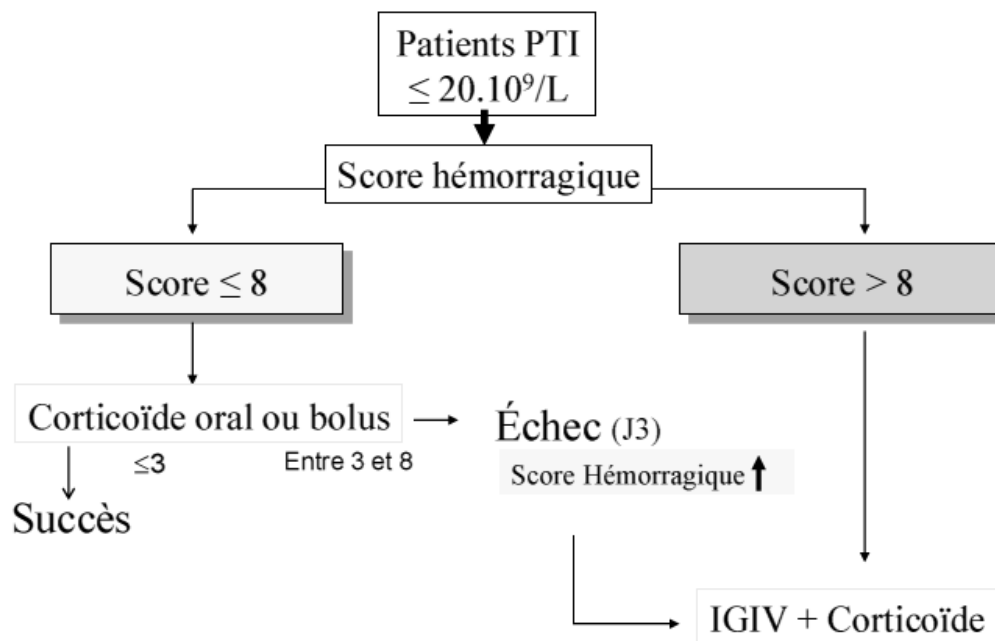 Patients PTI
≤ 20.10⁹/L
Score hémorragique
Score ≤ 8
Score > 8
Corticoïde oral ou bolus
≤3
Entre 3 et 8
Échec (J3)
Score Hémorragique
Succès
IGIV + Corticoïde